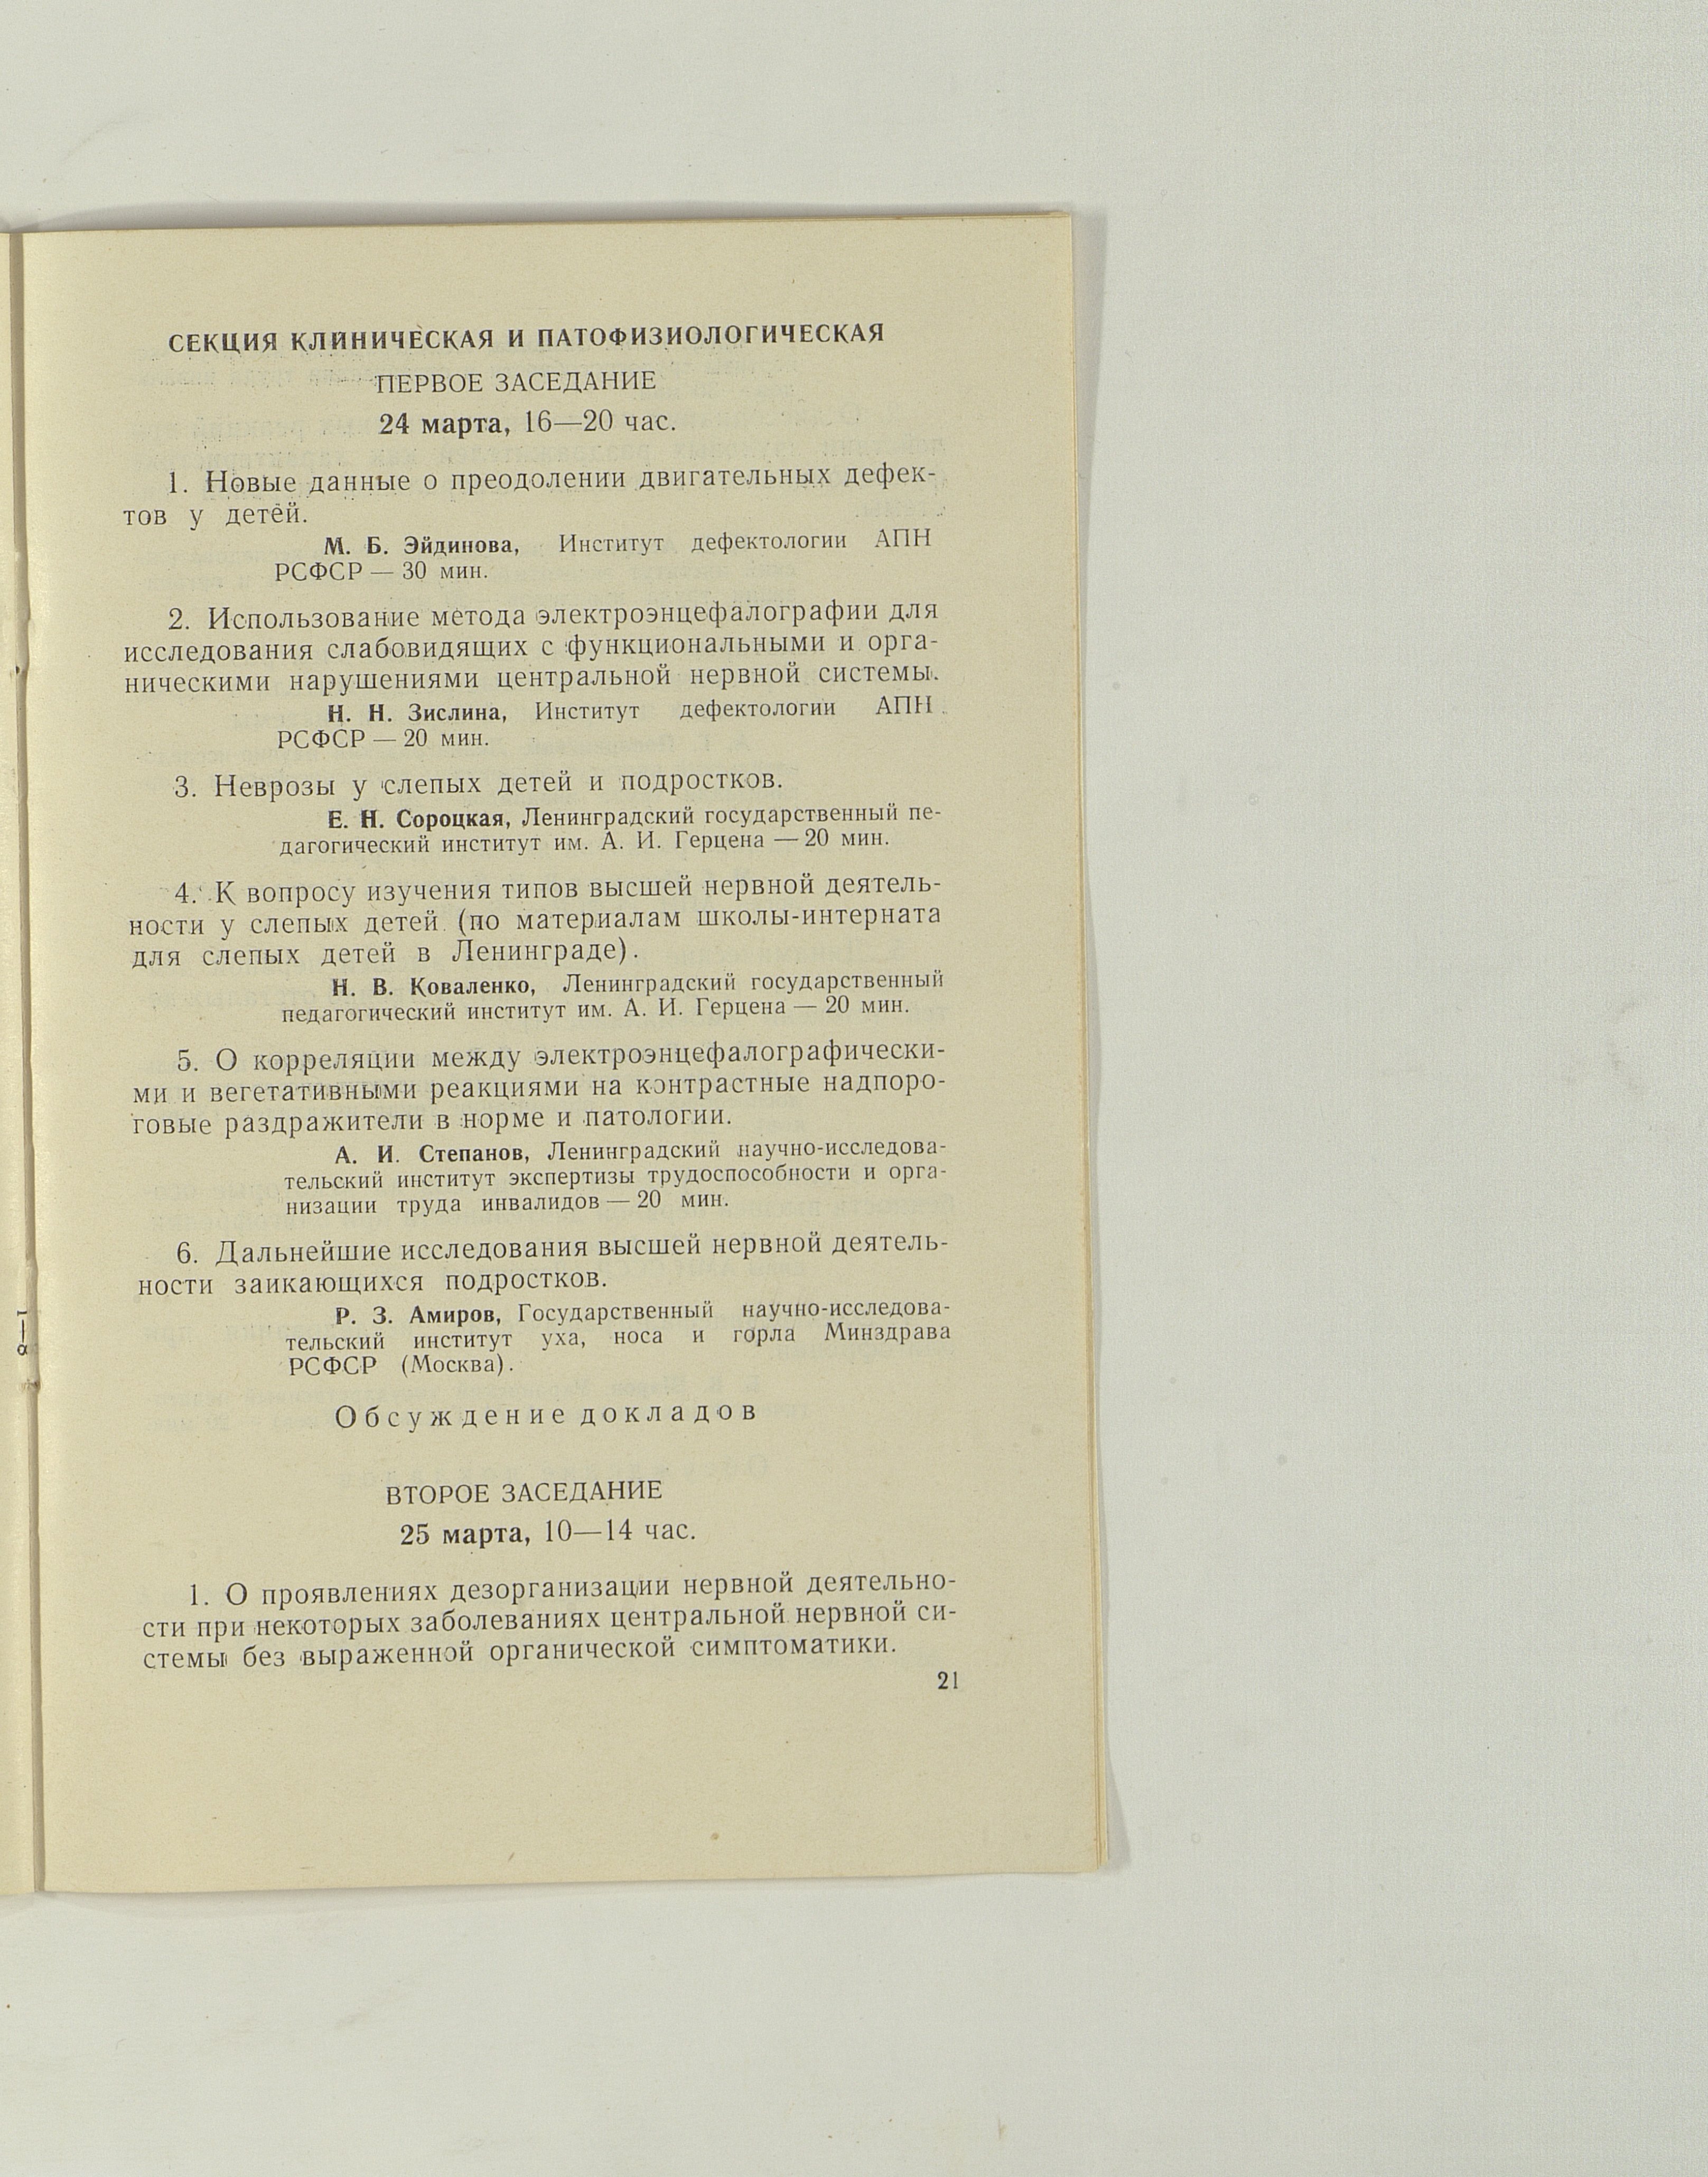 СЕКЦИЯ КЛИНИЧЕСКАЯ И ПАТОФИЗИОЛОГИЧЕСКАЯ
ПЕРВОЕ ЗАСЕДАНИЕ
24 марта, 16—20 час.
1. Новые данные о преодолении двигательных дефек-
тов у детей.
М. Б. Эйдинова, Институт дефектологии АПН
РСФСР — 30 мин.
2. Использование метода электроэнцефалографии для
исследования слабовидящих с функциональными и орга-
ническими нарушениями центральной нервной системы.
Н. Н. Зислина, Институт дефектологии АПН
РСФСР — 20 мин.
3. Неврозы у слепых детей и подростков.
Е. Н. Сороцкая, Ленинградский государственный пе-
дагогический институт им. А. И. Герцена — 20 мин.
4. К вопросу изучения типов высшей нервной деятель-
ности у слепых детей (по материалам школы-интерната
для слепых детей в Ленинграде).
Н. В. Коваленко, Ленинградский государственный
педагогический институт им. А. И. Герцена — 20 мин.
5. О корреляции между электроэнцефалографически-
ми и вегетативными реакциями на контрастные надпоро-
говые раздражители в норме и патологии.
А. И. Степанов, Ленинградский научно-исследова-
тельский институт экспертизы трудоспособности и орга-
низации труда инвалидов — 20 мин.
6. Дальнейшие исследования высшей нервной деятель-
ности заикающихся подростков.
Р. З. Амиров, Государственный научно-исследова-
тельский институт уха, носа и горла Минздрава
РСФСР (Москва).
Обсуждение докладов
ВТОРОЕ ЗАСЕДАНИЕ
25 марта, 10—14 час.
1. О проявлениях дезорганизации нервной деятельно-
сти при некоторых заболеваниях центральной нервной си-
стемы без выраженной органической симптоматики.
21